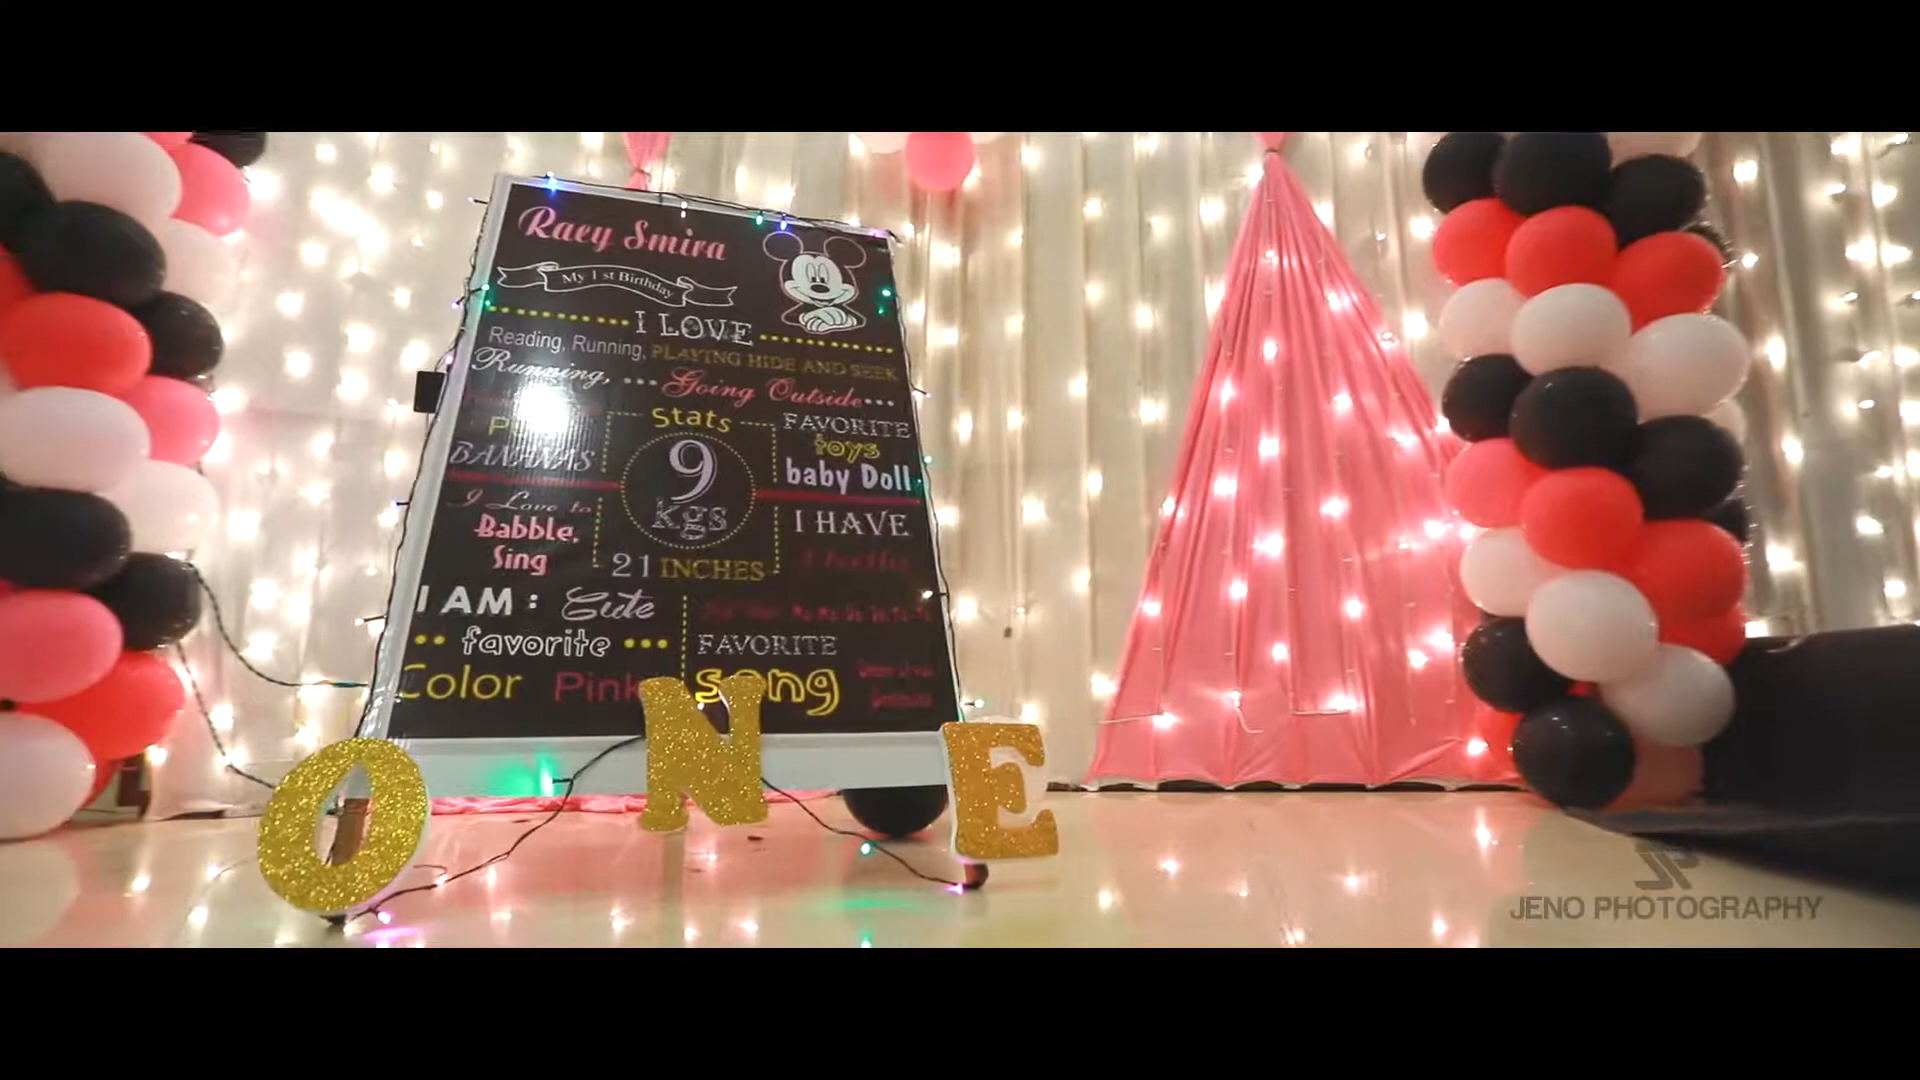 Racy Smira
My 1st Birthday
I LOVE
Reading, Running, PLAYING HIDE AND SEEK
Running, Going Outside
BANANAS
Stats
9
kgs
21 INCHES
FAVORITE
toys
baby Doll
I Love to
Babble,
Sing
I HAVE
I AM : Cute
favorite
Color Pink
FAVORITE
song
ONE
JP
JENO PHOTOGRAPHY